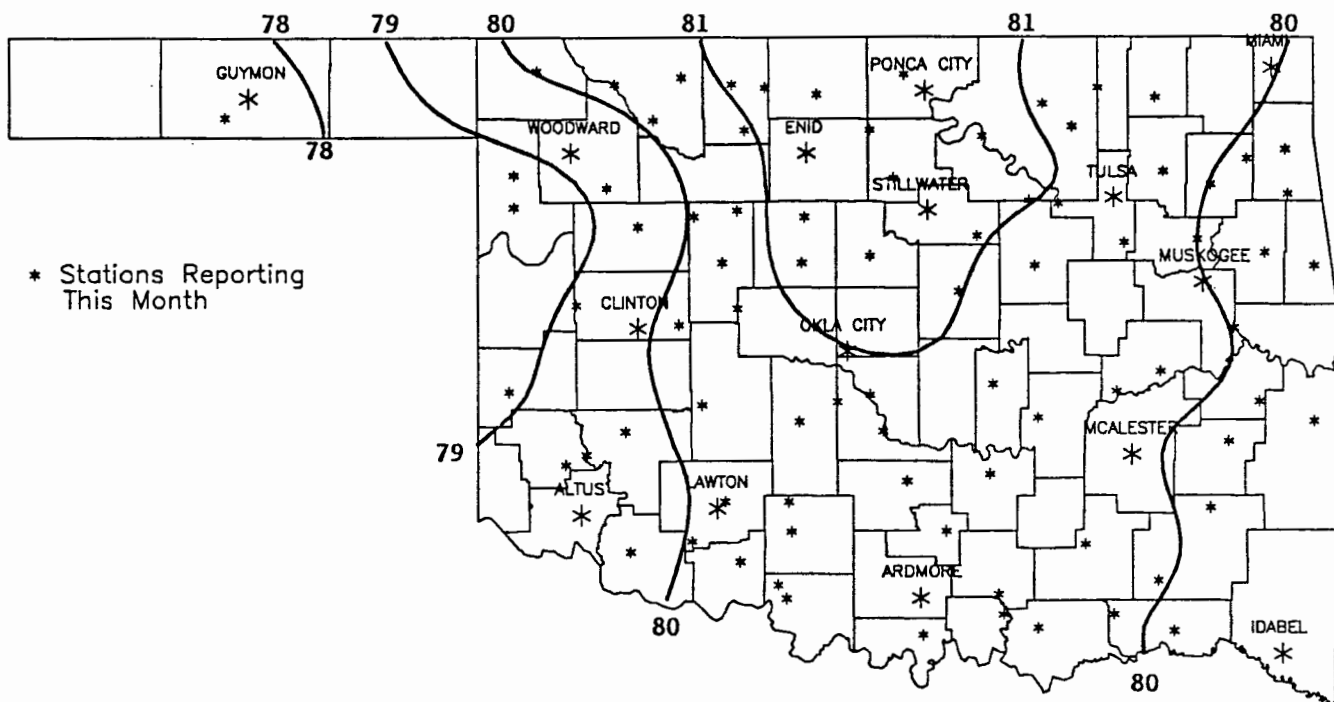 78 79 80 81 81 80
MIAMI
GUYMON PONCA CITY
78
WOODWARD ENID
TULSA
STILLWATER
MUSKOGEE
* Stations Reporting
This Month
CLINTON
OKLA CITY
MCALESTER
79
ALTUS LAWTON
ARDMORE
80
IDABEL
80